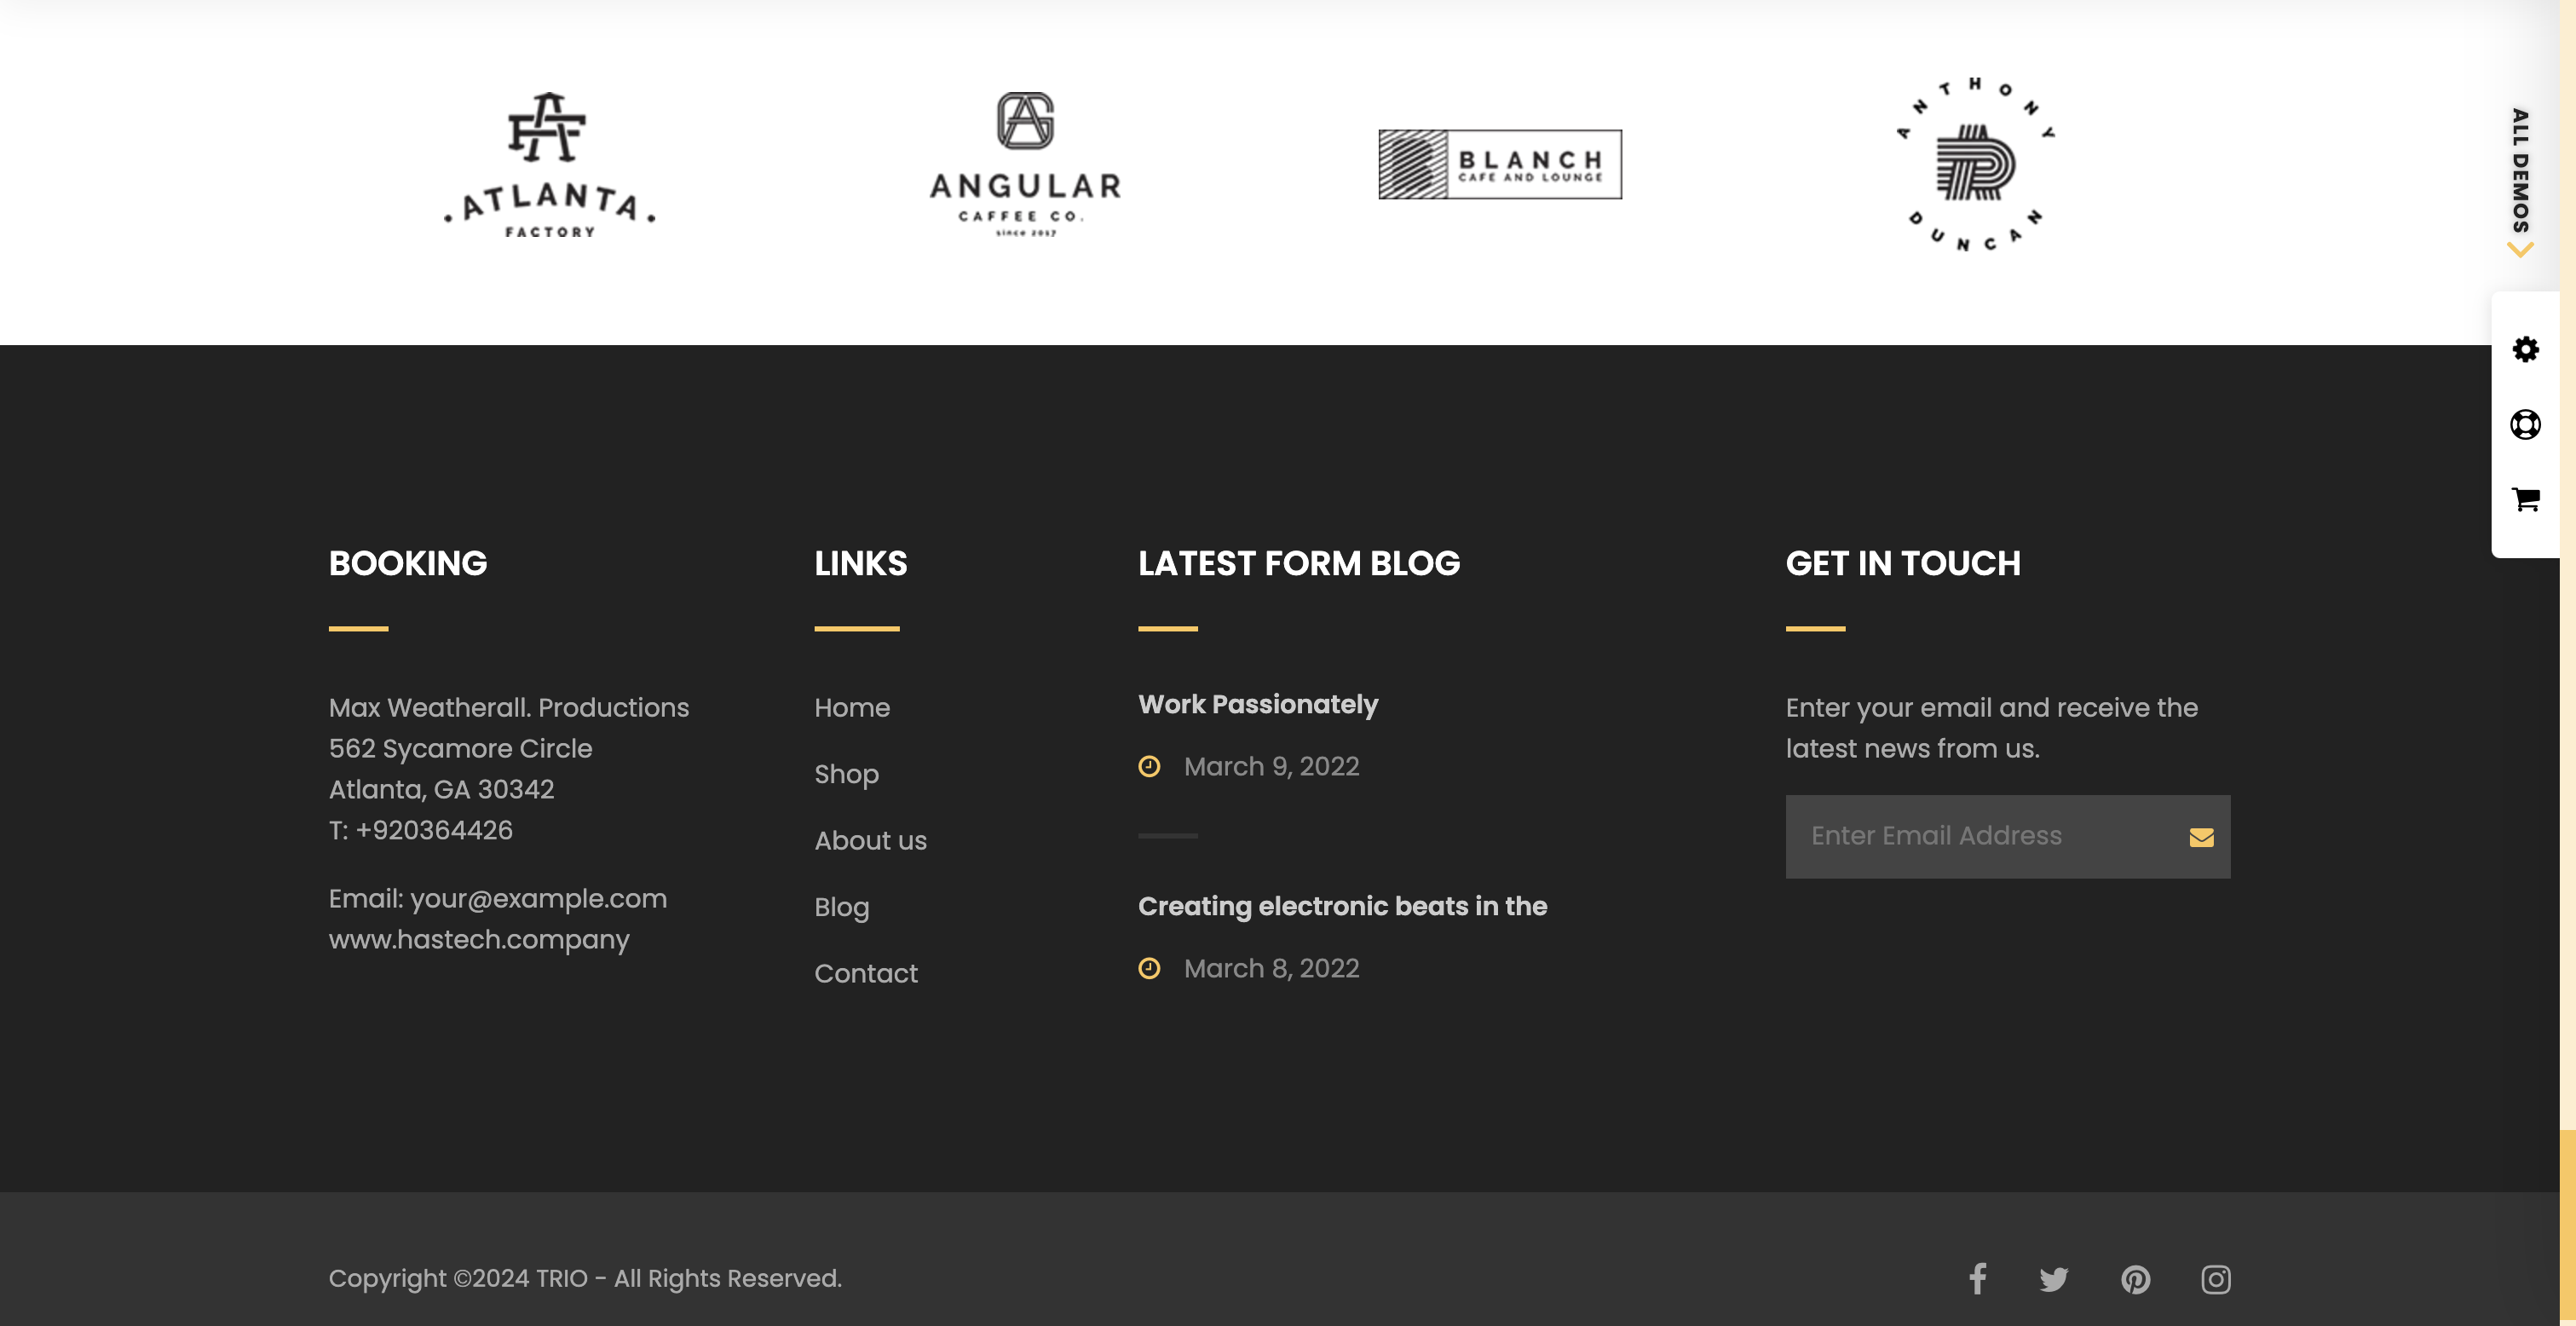 ATLANTA
FACTORY
ANGULAR
CAFFEE CO.
since 2017
BLANCH
CAFE AND LOUNGE
ANTHONY
DUNCAN
ALL DEMOS
BOOKING
Max Weatherall. Productions
562 Sycamore Circle
Atlanta, GA 30342
T: +920364426
Email: your@example.com
www.hastech.company
LINKS
Home
Shop
About us
Blog
Contact
LATEST FORM BLOG
Work Passionately
March 9, 2022
Creating electronic beats in the
March 8, 2022
GET IN TOUCH
Enter your email and receive the
latest news from us.
Enter Email Address
Copyright ©2024 TRIO - All Rights Reserved.